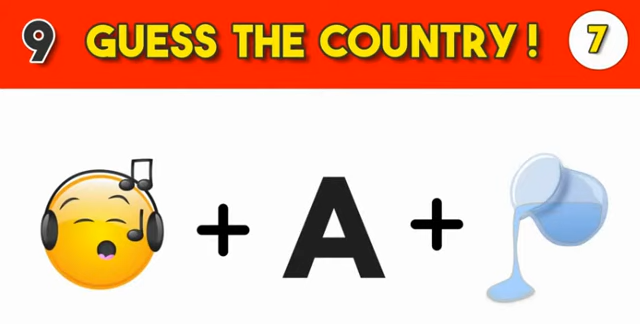 9 GUESS THE COUNTRY! 7
+ A +